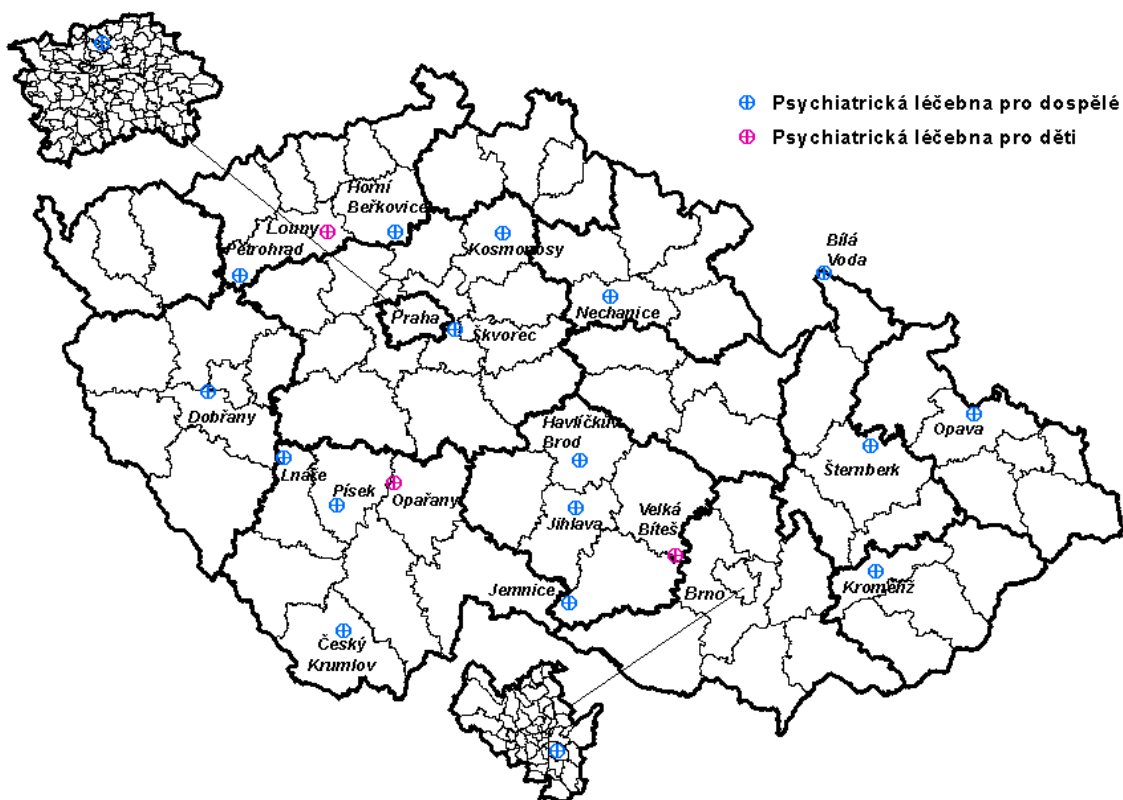 Psychiatrická léčebna pro dospělé
Psychiatrická léčebna pro děti
Horní
Beřkovice
Louny
Petrohrad
Kosmonosy
Bílá
Voda
Nechanice
Praha
Škvorec
Dobřany
Havlíčkův
Brod
Opava
Šternberk
Lnáře
Písek
Opařany
Jihlava
Velká
Bíteš
Jemnice
Brno
Kroměříž
Český
Krumlov